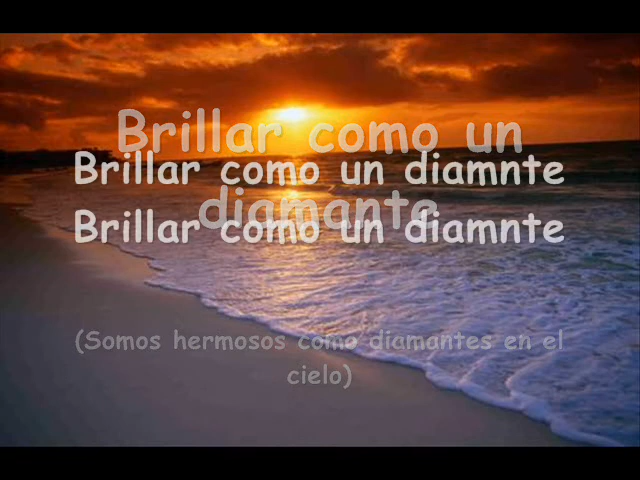 Brillar como un
Brillar como un diamnte
diamante
Brillar como un diamnte
(Somos hermosos como diamantes en el
cielo)